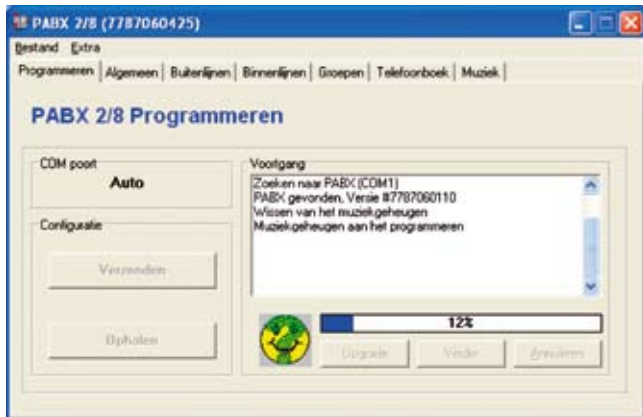 PABX 2/8 (7787060425)
Bestand Extra
Programmeren Algemeen Buitenlijnen Binnenlijnen Groepen Telefoonboek Muziek
PABX 2/8 Programmeren
COM poort
Auto
Configuratie
Verzenden
Ophalen
Voortgang
Zoeken naar PABX (COM1)
PABX gevonden, Versie #7787060110
Wissen van het muziekgeheugen
Muziekgeheugen aan het programmeren
12%
Upgrade Verder Annuleren